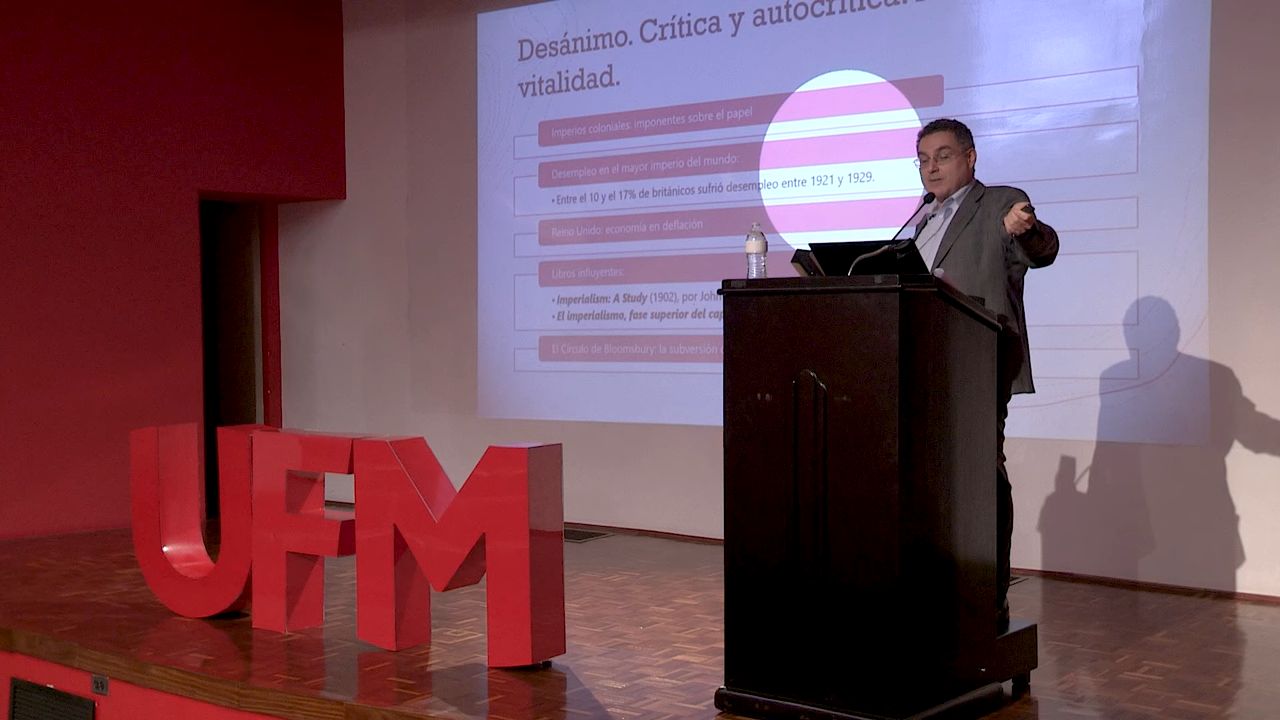 Desánimo. Crítica y autocrítica.
vitalidad.
Imperios coloniales: imponentes sobre el papel
Desempleo en el mayor imperio del mundo:
• Entre el 10 y el 17% de británicos sufrió desempleo entre 1921 y 1929.
Reino Unido: economía en deflación
Libros influyentes:
• Imperialism: A Study (1902), por John
• El imperialismo, fase superior del
El Círculo de Bloomsbury: la subversión
UFM